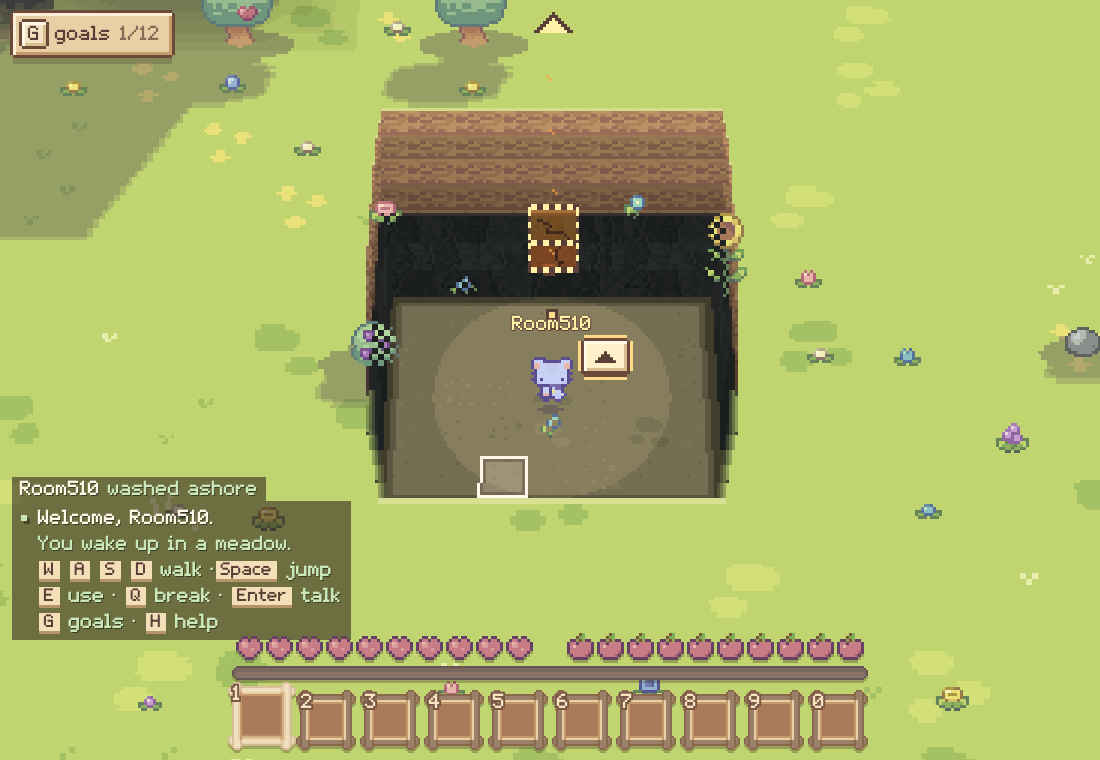 G goals 1/12
Room510
Room510 washed ashore
Welcome, Room510.
You wake up in a meadow.
W A S D walk · Space jump
E use · Q break · Enter talk
G goals · H help
1 2 3 4 5 6 7 8 9 0